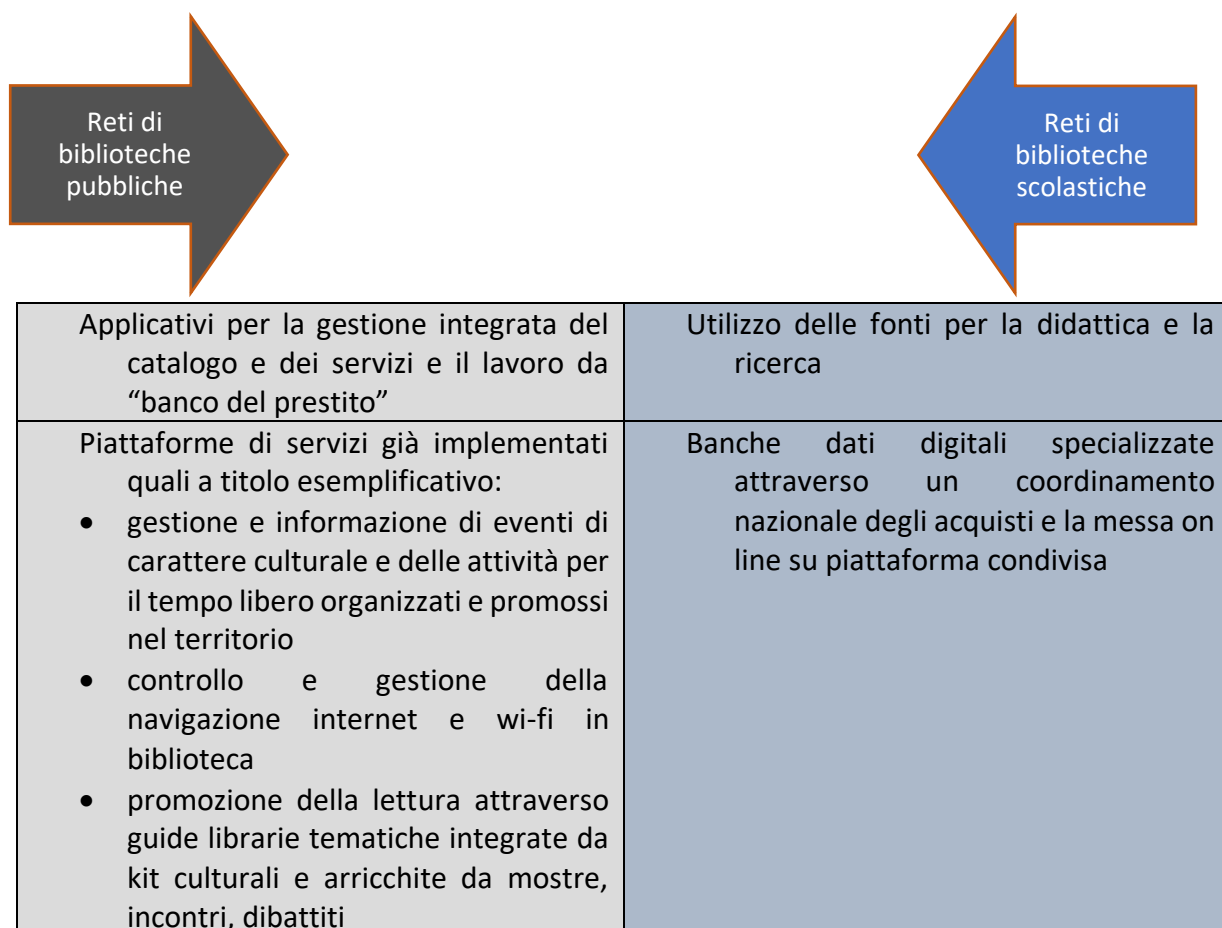 Reti di
biblioteche
pubbliche
Reti di
biblioteche
scolastiche
Applicativi per la gestione integrata del
catalogo e dei servizi e il lavoro da
“banco del prestito”
Utilizzo delle fonti per la didattica e la
ricerca
Piattaforme di servizi già implementati
quali a titolo esemplificativo:
• gestione e informazione di eventi di
carattere culturale e delle attività per
il tempo libero organizzati e promossi
nel territorio
• controllo e gestione della
navigazione internet e wi-fi in
biblioteca
• promozione della lettura attraverso
guide librarie tematiche integrate da
kit culturali e arricchite da mostre,
incontri, dibattiti
Banche dati digitali specializzate
attraverso un coordinamento
nazionale degli acquisti e la messa on
line su piattaforma condivisa